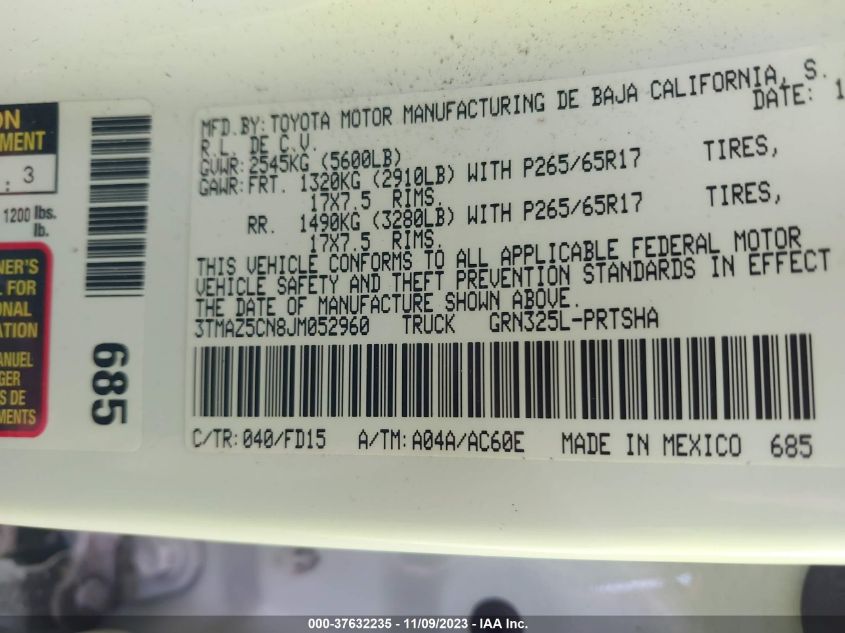 MFD.BY: TOYOTA MOTOR MANUFACTURING DE BAJA CALIFORNIA, S.
R.L. DE C.V. DATE: 1
GVWR: 2545KG (5600LB)
GAWR: FRT. 1320KG (2910LB) WITH P265/65R17 TIRES,
17X7.5 RIMS.
RR. 1490KG (3280LB) WITH P265/65R17 TIRES,
17X7.5 RIMS.
THIS VEHICLE CONFORMS TO ALL APPLICABLE FEDERAL MOTOR
VEHICLE SAFETY AND THEFT PREVENTION STANDARDS IN EFFECT
THE DATE OF MANUFACTURE SHOWN ABOVE.
3TMAZ5CN8JM052960 TRUCK GRN325L-PRTSHA
C/TR: 040/FD15 A/TM: A04A/AC60E MADE IN MEXICO 685
ON
MENT
: 3
1200 lbs.
lb.
NER'S
L FOR
ONAL
ATION
ANUEL
GER
S DE
MENTS
685
000-37632235 - 11/09/2023 - IAA Inc.